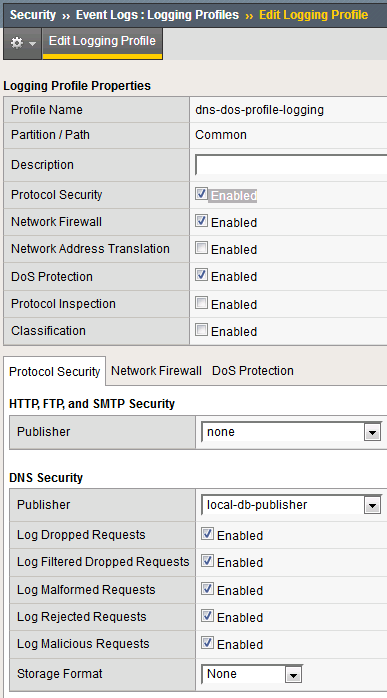 Security ›› Event Logs : Logging Profiles ›› Edit Logging Profile
Edit Logging Profile
Logging Profile Properties
Profile Name dns-dos-profile-logging
Partition / Path Common
Description
Protocol Security Enabled
Network Firewall Enabled
Network Address Translation Enabled
DoS Protection Enabled
Protocol Inspection Enabled
Classification Enabled
Protocol Security Network Firewall DoS Protection
HTTP, FTP, and SMTP Security
Publisher none
DNS Security
Publisher local-db-publisher
Log Dropped Requests Enabled
Log Filtered Dropped Requests Enabled
Log Malformed Requests Enabled
Log Rejected Requests Enabled
Log Malicious Requests Enabled
Storage Format None